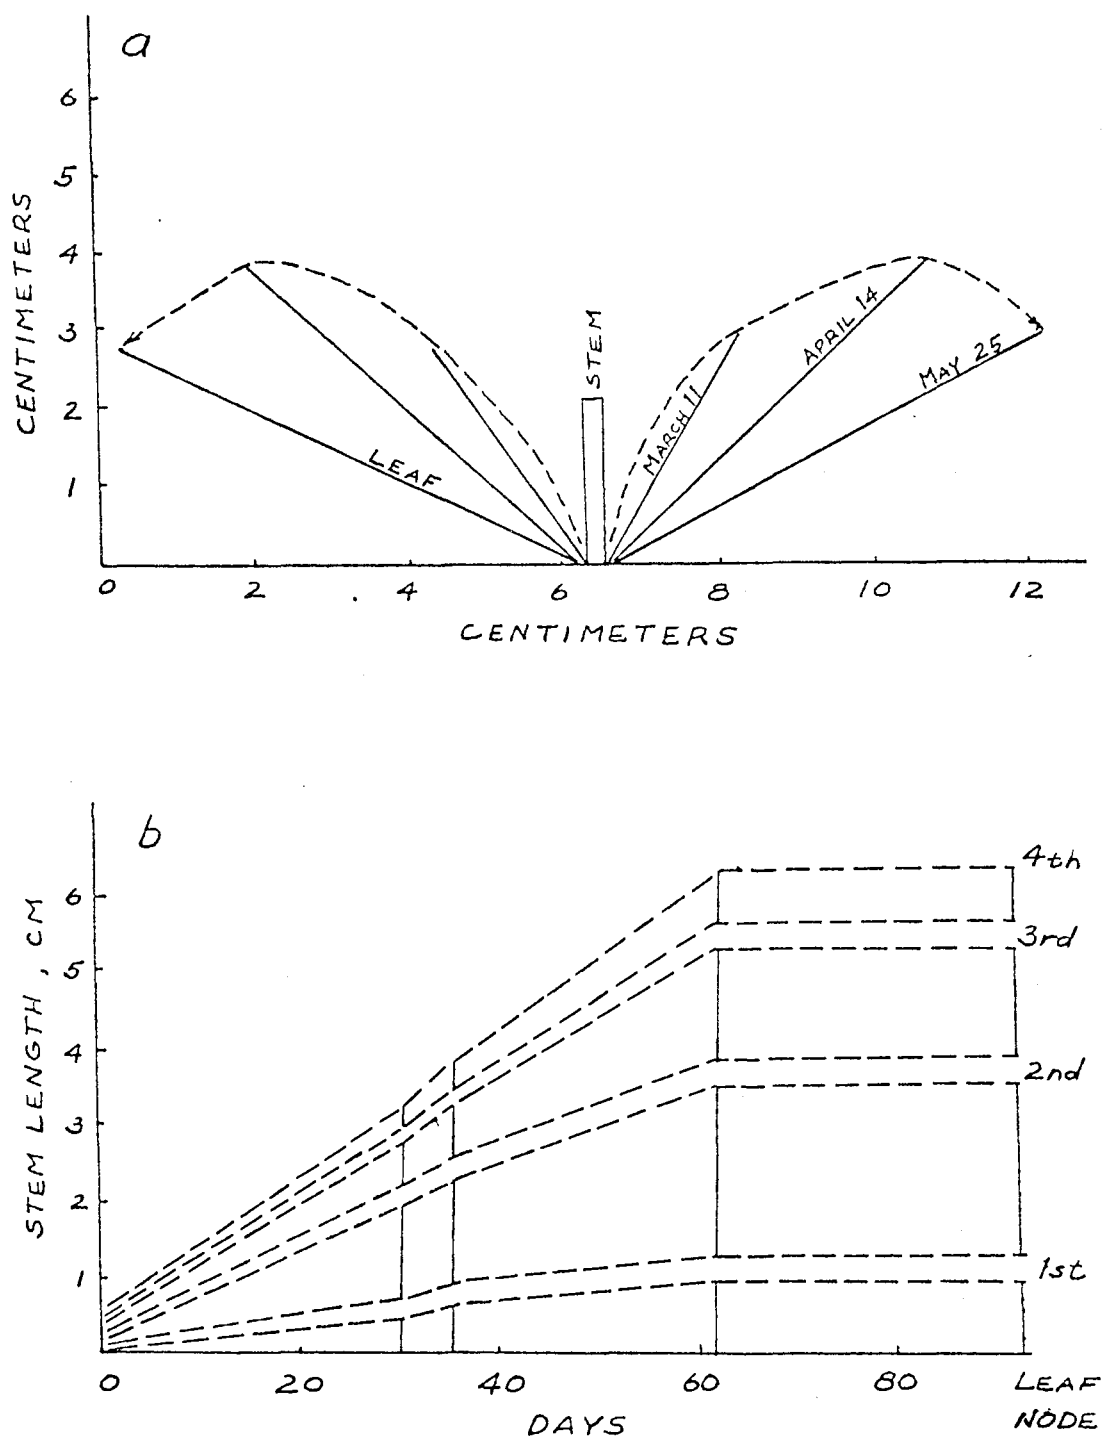 a
6
5
4
3
2
1
CENTIMETERS
STEM
LEAF
MARCH 11
APRIL 14
MAY 25
0 2 4 6 8 10 12
CENTIMETERS
b
6
5
4
3
2
1
STEM LENGTH, CM
4th
3rd
2nd
1st
0 20 40 60 80 LEAF
NODE
DAYS